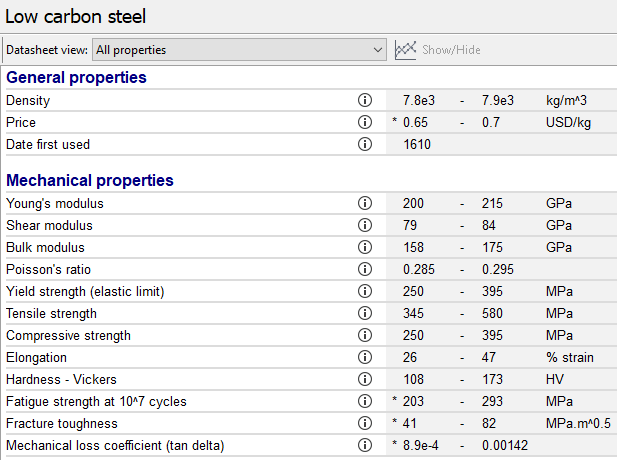 Low carbon steel
Datasheet view: All properties Show/Hide
General properties
Density 7.8e3 - 7.9e3 kg/m^3
Price * 0.65 - 0.7 USD/kg
Date first used 1610
Mechanical properties
Young's modulus 200 - 215 GPa
Shear modulus 79 - 84 GPa
Bulk modulus 158 - 175 GPa
Poisson's ratio 0.285 - 0.295
Yield strength (elastic limit) 250 - 395 MPa
Tensile strength 345 - 580 MPa
Compressive strength 250 - 395 MPa
Elongation 26 - 47 % strain
Hardness - Vickers 108 - 173 HV
Fatigue strength at 10^7 cycles * 203 - 293 MPa
Fracture toughness * 41 - 82 MPa.m^0.5
Mechanical loss coefficient (tan delta) * 8.9e-4 - 0.00142